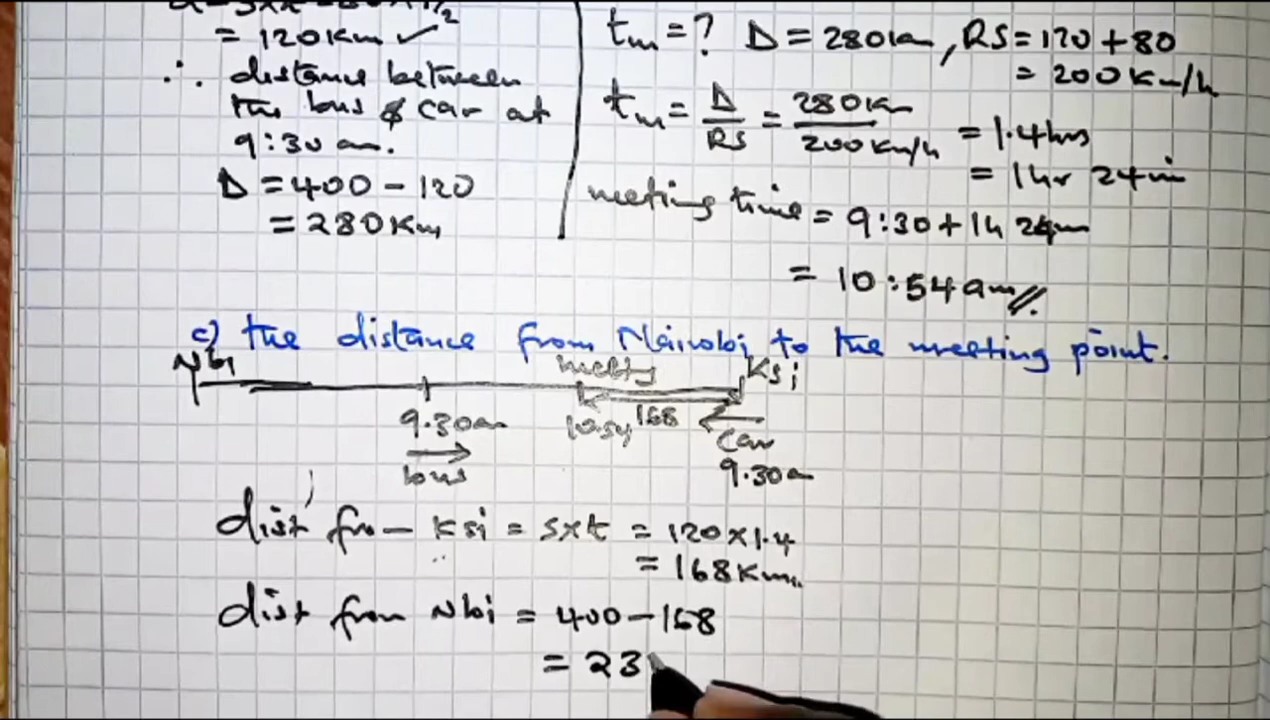 = 120Km ✓
∴ distance between
the bus & car at
9:30 am.
D = 400 - 120
= 280Km
tm = ? D = 280km, RS = 120 + 80
= 200Km/h
tm = D/RS = 280Km/200Km/h = 1.4hrs
= 1hr 24min
meeting time = 9:30 + 1h 24m
= 10:54am
c) the distance from Nairobi to the meeting point.
Nbi Ksi
9.30am 10.54 168
bus car
9.30a
dist from Ksi = sxt = 120 x 1.4
= 168Km
dist from Nbi = 400 - 168
= 23